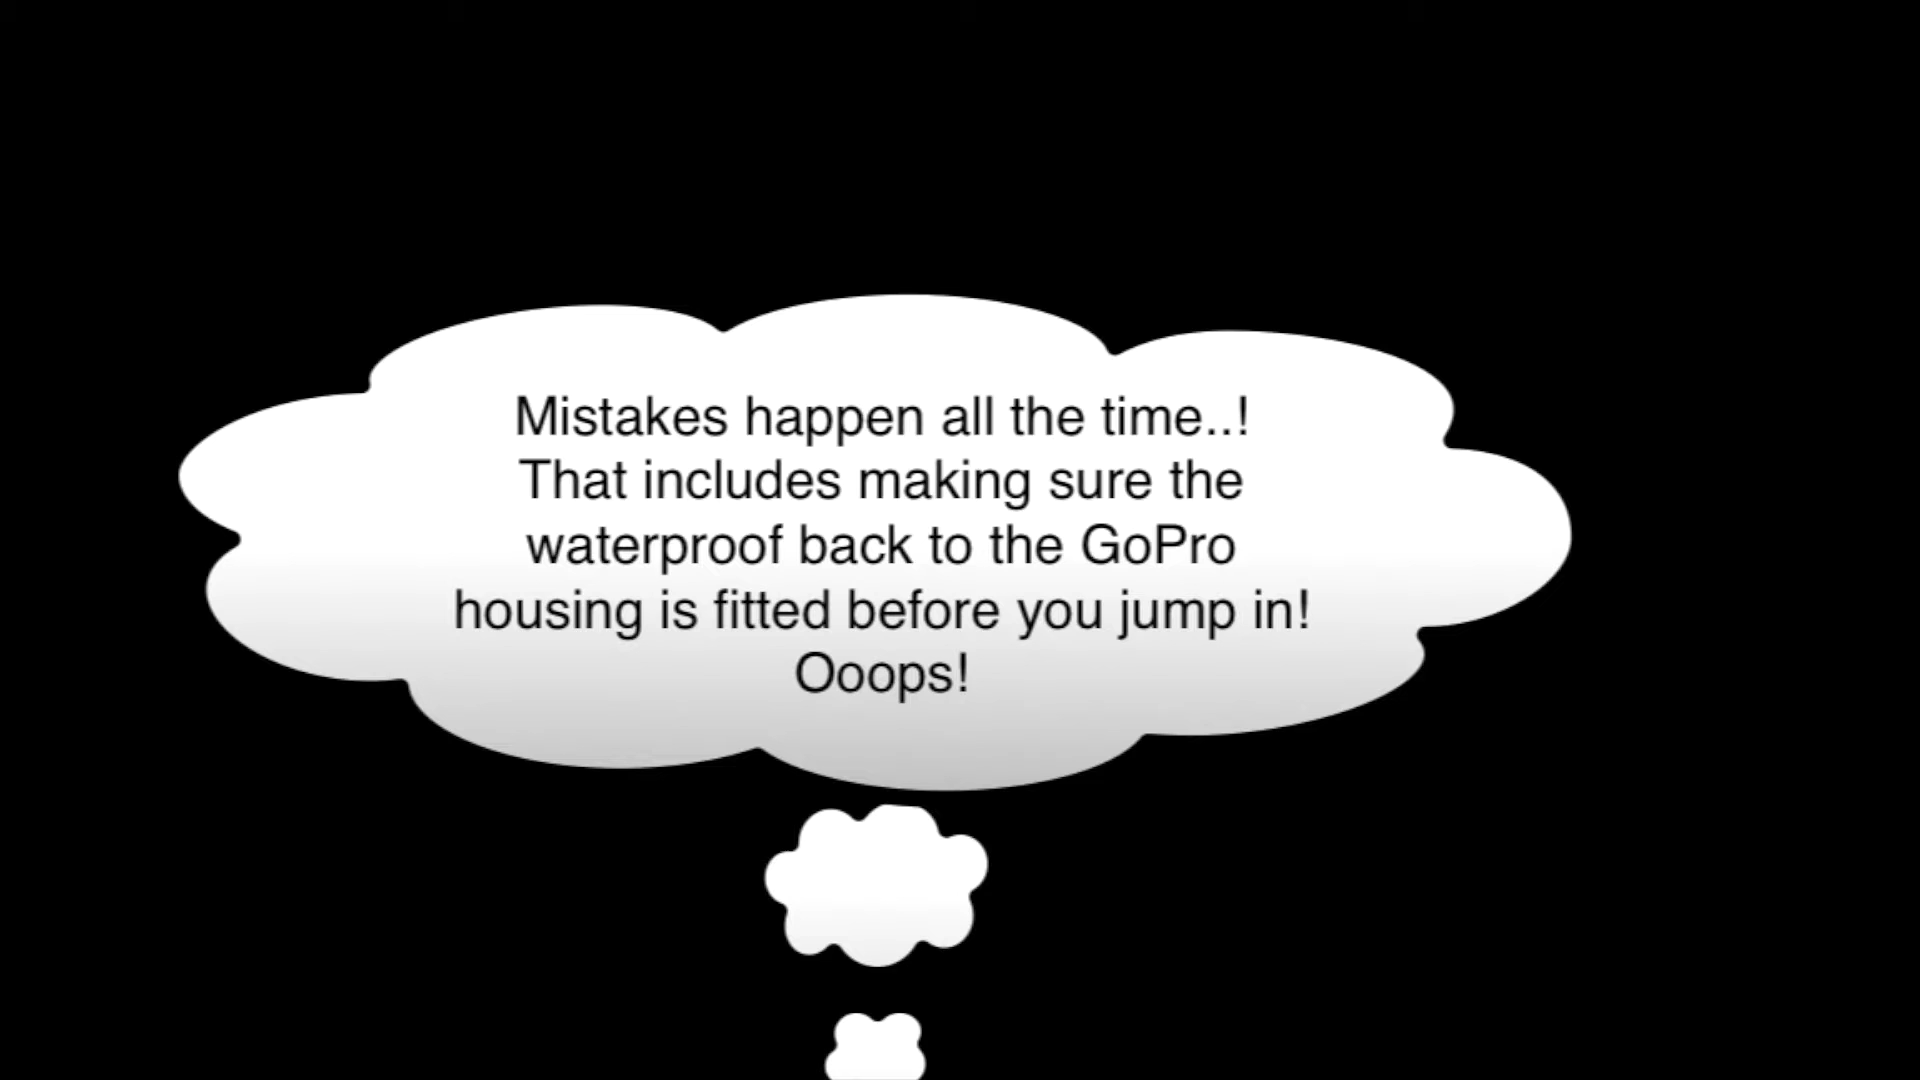 Mistakes happen all the time..!
That includes making sure the
waterproof back to the GoPro
housing is fitted before you jump in!
Ooops!